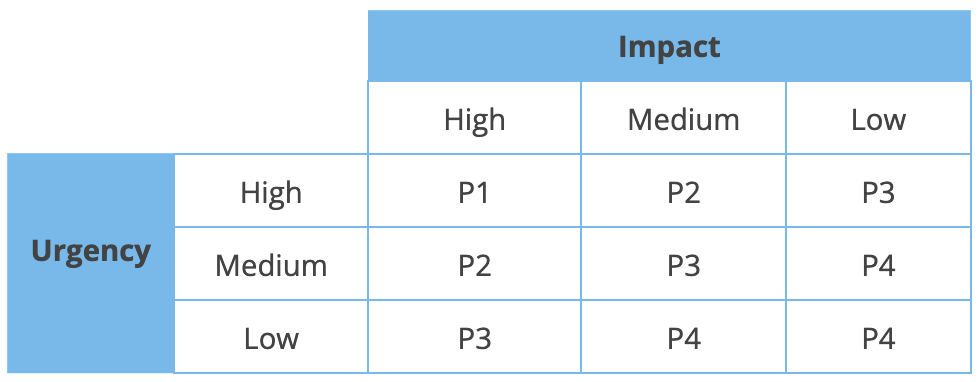 Impact
High Medium Low
High P1 P2 P3
Urgency
Medium P2 P3 P4
Low P3 P4 P4